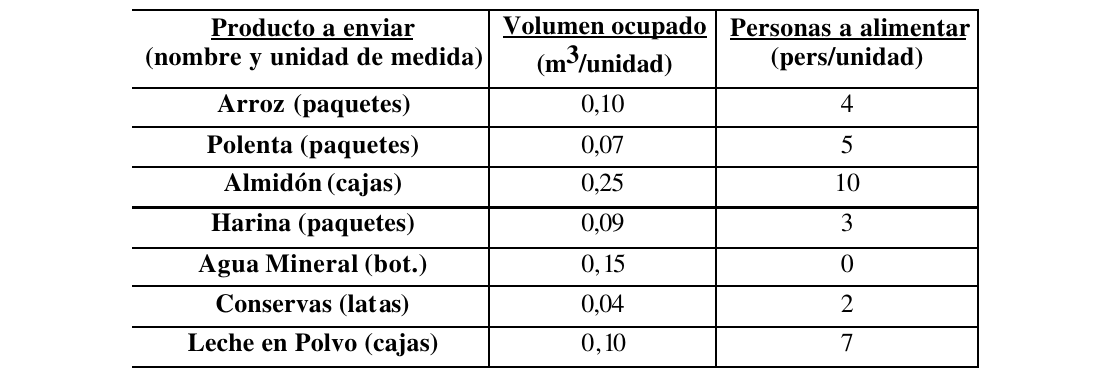 Producto a enviar Volumen ocupado Personas a alimentar
(nombre y unidad de medida) (m3/unidad) (pers/unidad)
Arroz (paquetes) 0,10 4
Polenta (paquetes) 0,07 5
Almidón (cajas) 0,25 10
Harina (paquetes) 0,09 3
Agua Mineral (bot.) 0,15 0
Conservas (latas) 0,04 2
Leche en Polvo (cajas) 0,10 7